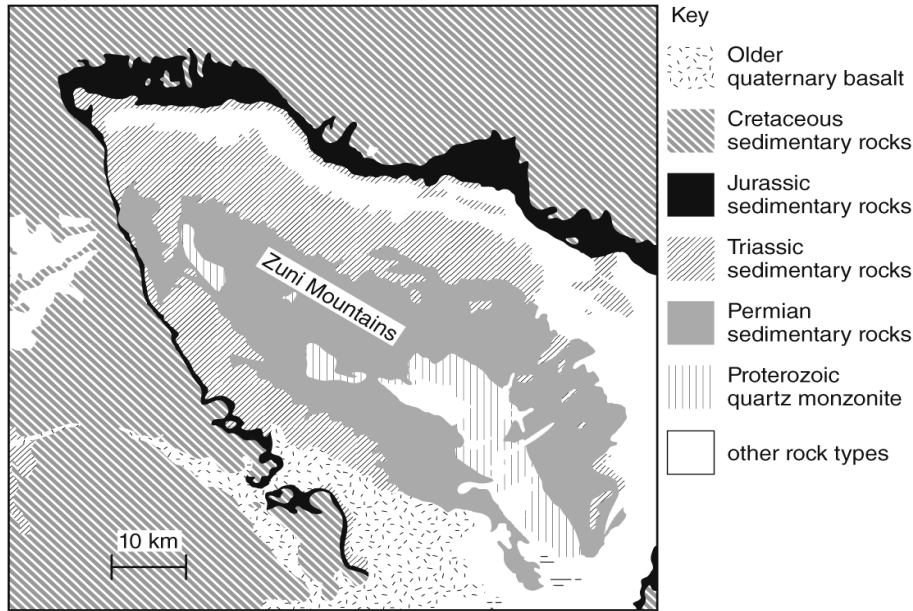 Key
Older
quaternary basalt
Cretaceous
sedimentary rocks
Jurassic
sedimentary rocks
Triassic
sedimentary rocks
Permian
sedimentary rocks
Proterozoic
quartz monzonite
other rock types
Zuni Mountains
10 km